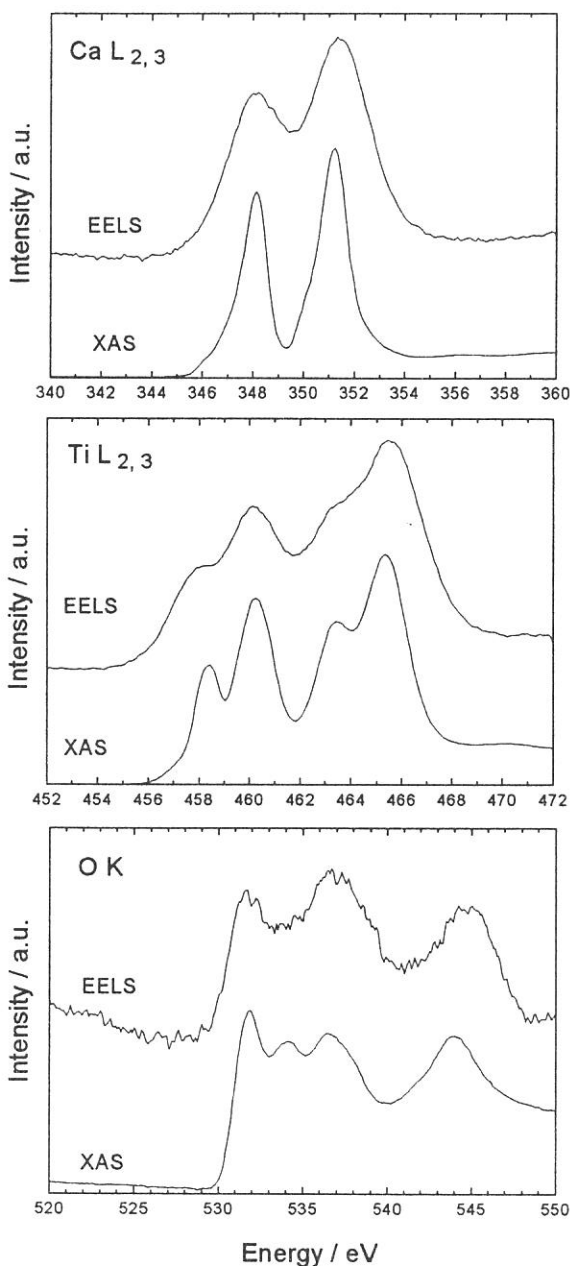 Ca L 2, 3
Intensity / a.u.
EELS
XAS
340 342 344 346 348 350 352 354 356 358 360
Ti L 2, 3
Intensity / a.u.
EELS
XAS
452 454 456 458 460 462 464 466 468 470 472
O K
Intensity / a.u.
EELS
XAS
520 525 530 535 540 545 550
Energy / eV